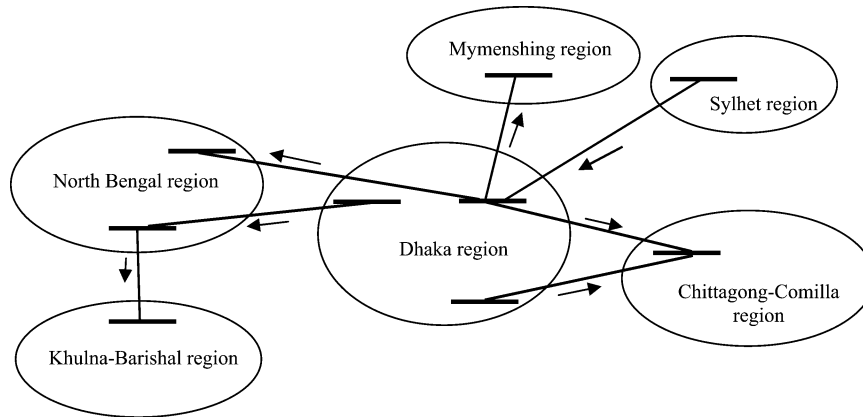 Mymenshing region
Sylhet region
North Bengal region
Dhaka region
Chittagong-Comilla
region
Khulna-Barishal region